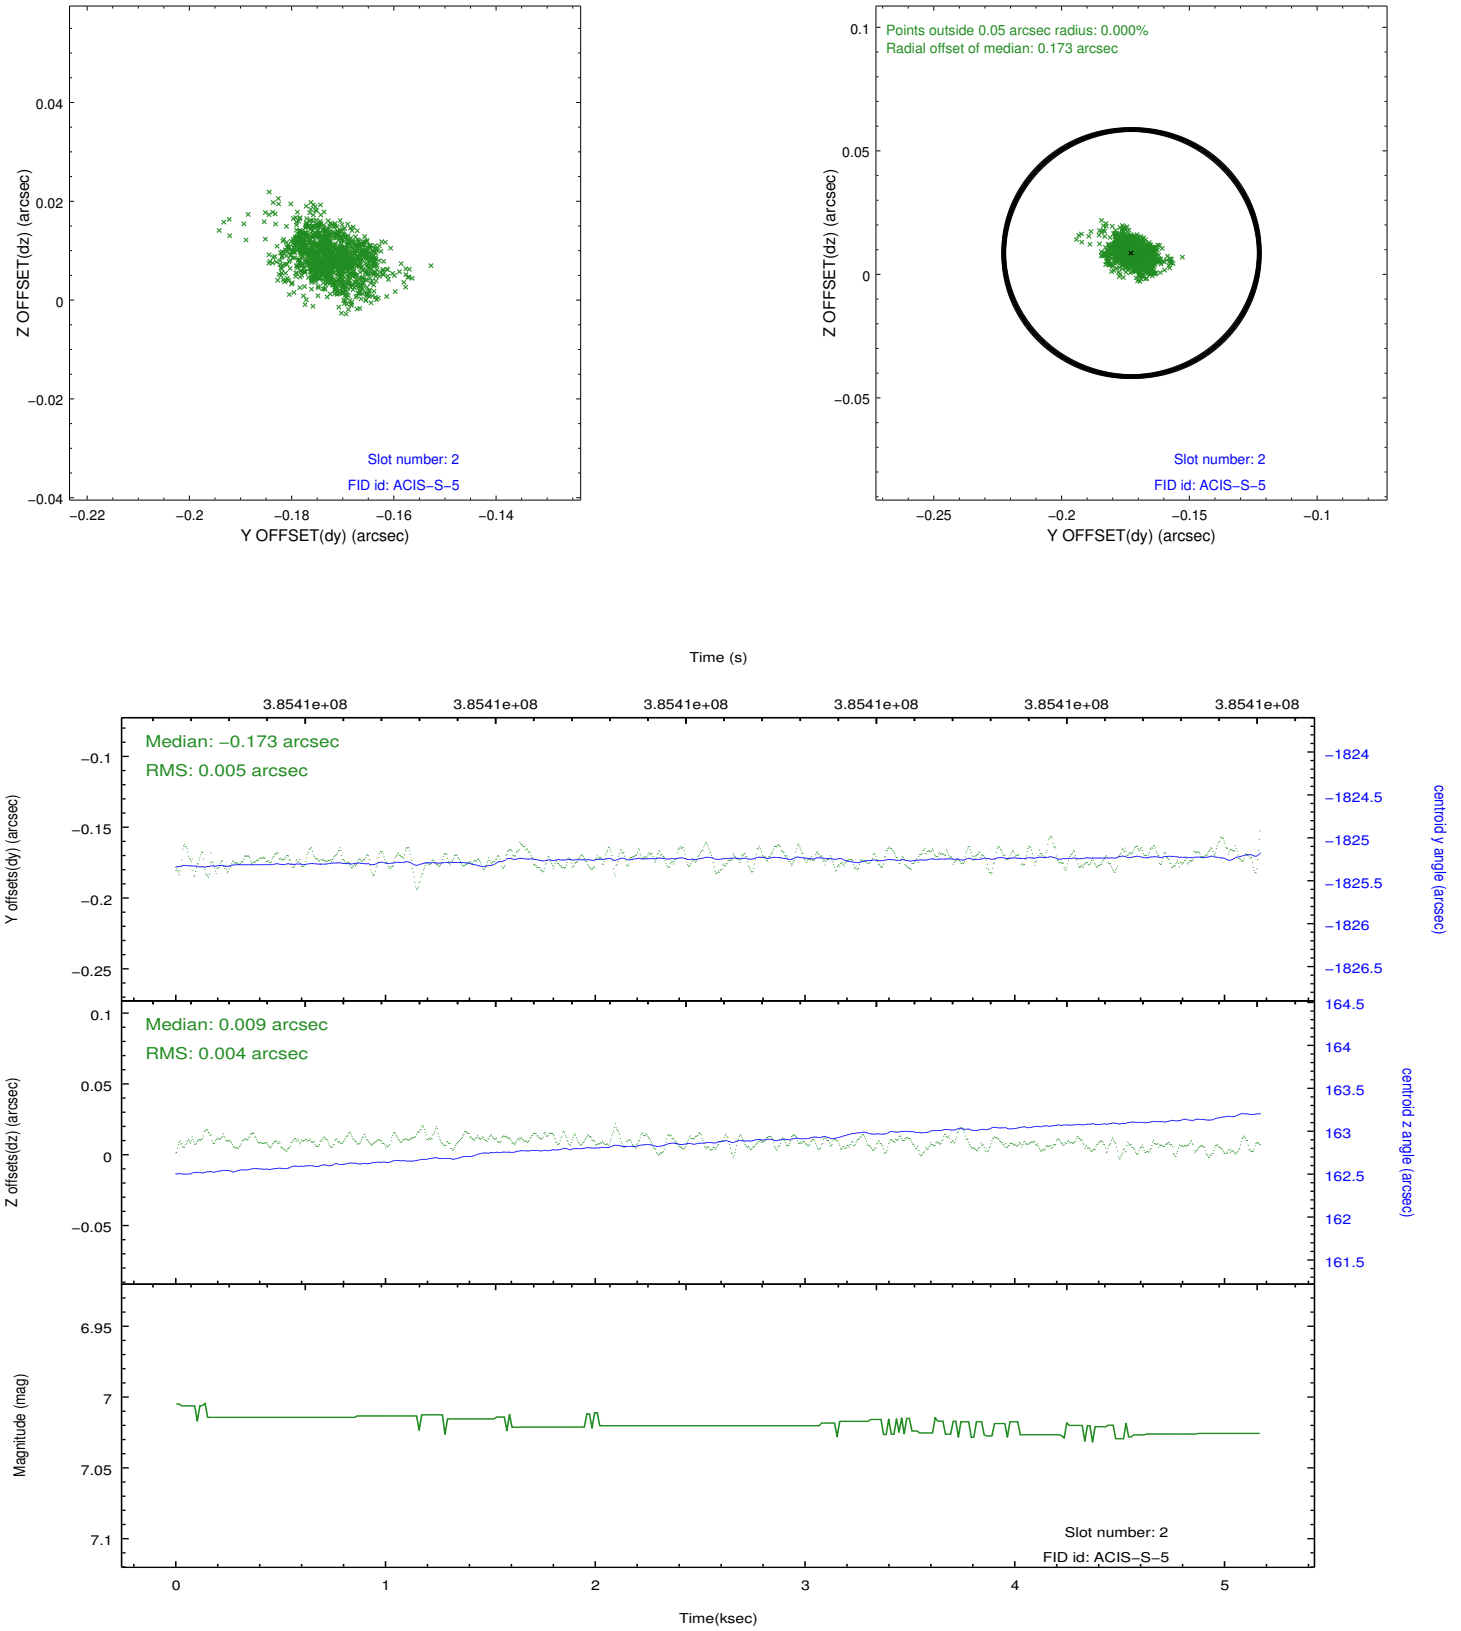 0.04
0.02
0
−0.02
−0.04
Z OFFSET(dz) (arcsec)
Slot number: 2
FID id: ACIS−S−5
−0.22
−0.2
−0.18
−0.16
−0.14
Y OFFSET(dy) (arcsec)
Points outside 0.05 arcsec radius: 0.000%
Radial offset of median: 0.173 arcsec
0.1
0.05
0
−0.05
Z OFFSET(dz) (arcsec)
Slot number: 2
FID id: ACIS−S−5
−0.25
−0.2
−0.15
−0.1
Y OFFSET(dy) (arcsec)
Time (s)
3.8541e+08
3.8541e+08
3.8541e+08
3.8541e+08
3.8541e+08
3.8541e+08
Median: −0.173 arcsec
RMS: 0.005 arcsec
−0.1
−0.15
−0.2
−0.25
Y offsets(dy) (arcsec)
−1824
−1824.5
−1825
−1825.5
−1826
−1826.5
centroid y angle (arcsec)
Median: 0.009 arcsec
RMS: 0.004 arcsec
0.1
0.05
0
−0.05
Z offsets(dz) (arcsec)
164.5
164
163.5
163
162.5
162
161.5
centroid z angle (arcsec)
6.95
7
7.05
7.1
Magnitude (mag)
Slot number: 2
FID id: ACIS−S−5
0
1
2
3
4
5
Time(ksec)